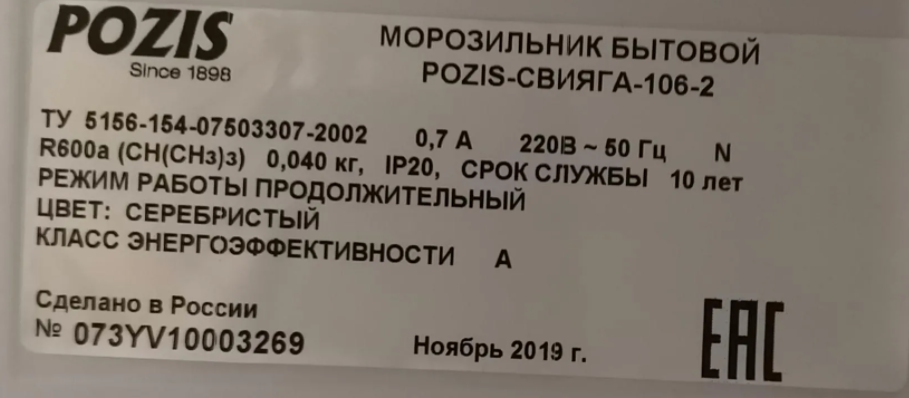 POZIS
Since 1898
МОРОЗИЛЬНИК БЫТОВОЙ
POZIS-СВИЯГА-106-2
ТУ 5156-154-07503307-2002 0,7 А 220В ~ 50 Гц N
R600a (CH(CH₃)₃) 0,040 кг, IP20, СРОК СЛУЖБЫ 10 лет
РЕЖИМ РАБОТЫ ПРОДОЛЖИТЕЛЬНЫЙ
ЦВЕТ: СЕРЕБРИСТЫЙ
КЛАСС ЭНЕРГОЭФФЕКТИВНОСТИ А
Сделано в России
№ 073YV10003269
Ноябрь 2019 г.
EAC